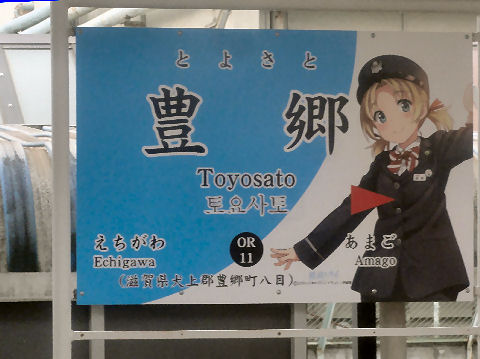 とよさと
豊郷
Toyosato
토요사토
えちがわ
Echigawa
OR
11
あまご
Amago
(滋賀県犬上郡豊郷町八目)